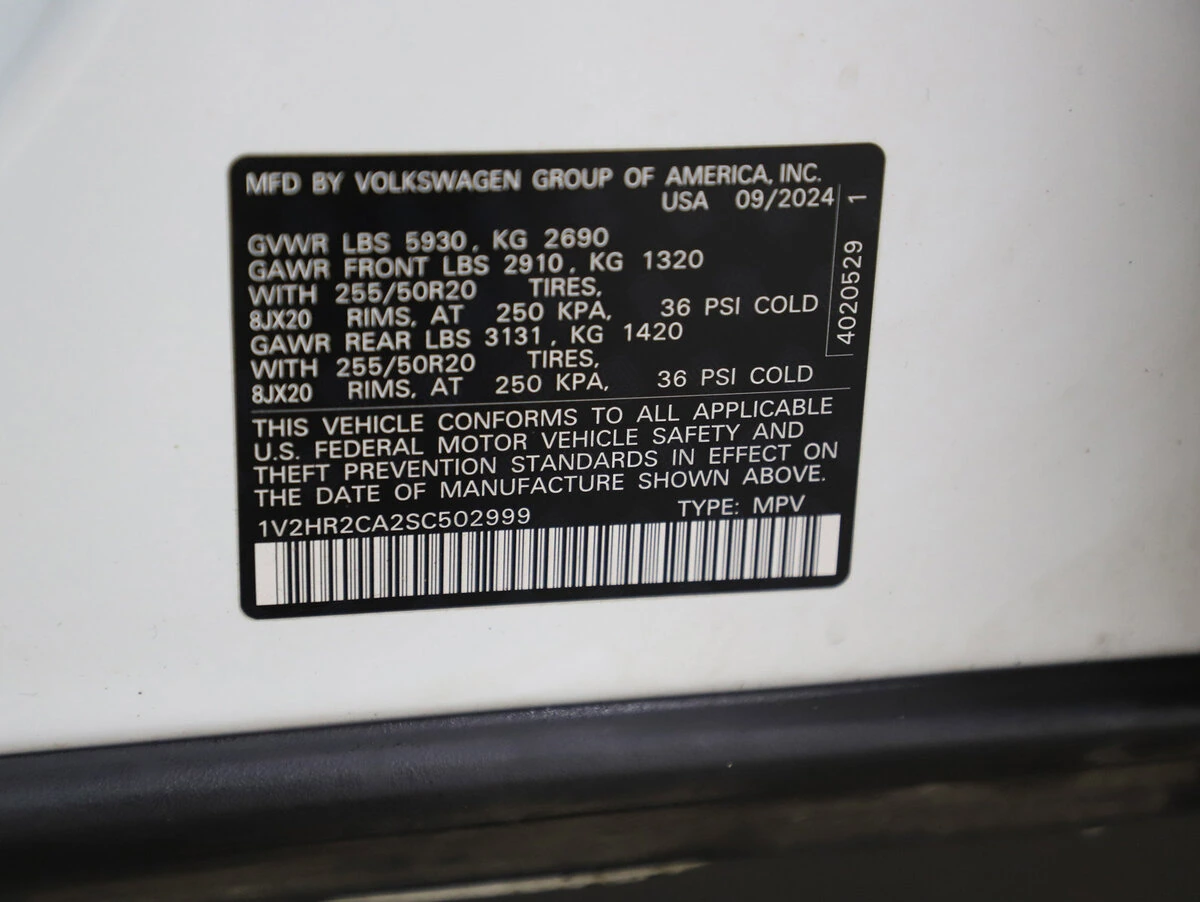 MFD BY VOLKSWAGEN GROUP OF AMERICA, INC.
USA 09/2024
GVWR LBS 5930, KG 2690
GAWR FRONT LBS 2910, KG 1320
WITH 255/50R20 TIRES,
8JX20 RIMS, AT 250 KPA, 36 PSI COLD
GAWR REAR LBS 3131, KG 1420
WITH 255/50R20 TIRES,
8JX20 RIMS, AT 250 KPA, 36 PSI COLD
4020529 1
THIS VEHICLE CONFORMS TO ALL APPLICABLE
U.S. FEDERAL MOTOR VEHICLE SAFETY AND
THEFT PREVENTION STANDARDS IN EFFECT ON
THE DATE OF MANUFACTURE SHOWN ABOVE.
1V2HR2CA2SC502999 TYPE: MPV